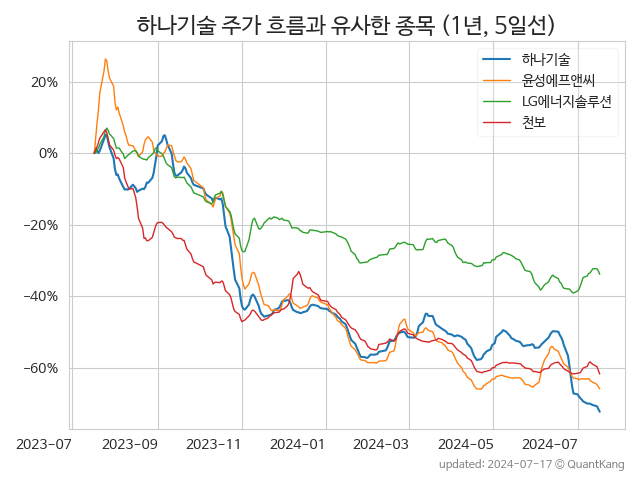 하나기술 주가 흐름과 유사한 종목 (1년, 5일선)
하나기술
윤성에프앤씨
LG에너지솔루션
천보
20%
0%
−20%
−40%
−60%
2023-07
2023-09
2023-11
2024-01
2024-03
2024-05
2024-07
updated: 2024-07-17 © QuantKang